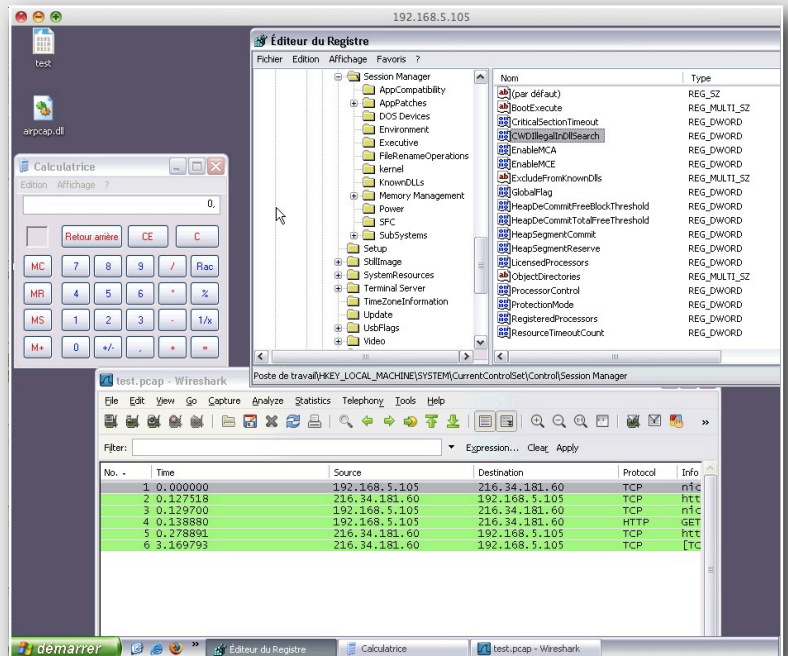 192.168.5.105
test
airpcap.dll
Éditeur du Registre
Fichier Edition Affichage Favoris ?
Session Manager
AppCompatibility
AppPatches
DOS Devices
Environment
Executive
FileRenameOperations
kernel
KnownDLLs
Memory Management
Power
SFC
SubSystems
Setup
StillImage
SystemResources
Terminal Server
TimeZoneInformation
Update
UsbFlags
Video
Nom Type
(par défaut) REG_SZ
BootExecute REG_MULTI_SZ
CriticalSectionTimeout REG_DWORD
CWDIllegalInDllSearch REG_DWORD
EnableMCA REG_DWORD
EnableMCE REG_DWORD
ExcludeFromKnownDlls REG_MULTI_SZ
GlobalFlag REG_DWORD
HeapDeCommitFreeBlockThreshold REG_DWORD
HeapDeCommitTotalFreeThreshold REG_DWORD
HeapSegmentCommit REG_DWORD
HeapSegmentReserve REG_DWORD
LicensedProcessors REG_DWORD
ObjectDirectories REG_MULTI_SZ
ProcessorControl REG_DWORD
ProtectionMode REG_DWORD
RegisteredProcessors REG_DWORD
ResourceTimeoutCount REG_DWORD
Poste de travail\HKEY_LOCAL_MACHINE\SYSTEM\CurrentControlSet\Control\Session Manager
Calculatrice
Edition Affichage ?
0,
Retour arrière CE C
MC 7 8 9 / Rac
MR 4 5 6 * %
MS 1 2 3 - 1/x
M+ 0 +/- , + =
test.pcap - Wireshark
File Edit View Go Capture Analyze Statistics Telephony Tools Help
Filter: Expression... Clear Apply
No. Time Source Destination Protocol Info
1 0.000000 192.168.5.105 216.34.181.60 TCP nic
2 0.127518 216.34.181.60 192.168.5.105 TCP htt
3 0.129700 192.168.5.105 216.34.181.60 TCP nic
4 0.138880 192.168.5.105 216.34.181.60 HTTP GET
5 0.278891 216.34.181.60 192.168.5.105 TCP htt
6 3.169793 216.34.181.60 192.168.5.105 TCP [TC
démarrer Éditeur du Registre Calculatrice test.pcap - Wireshark